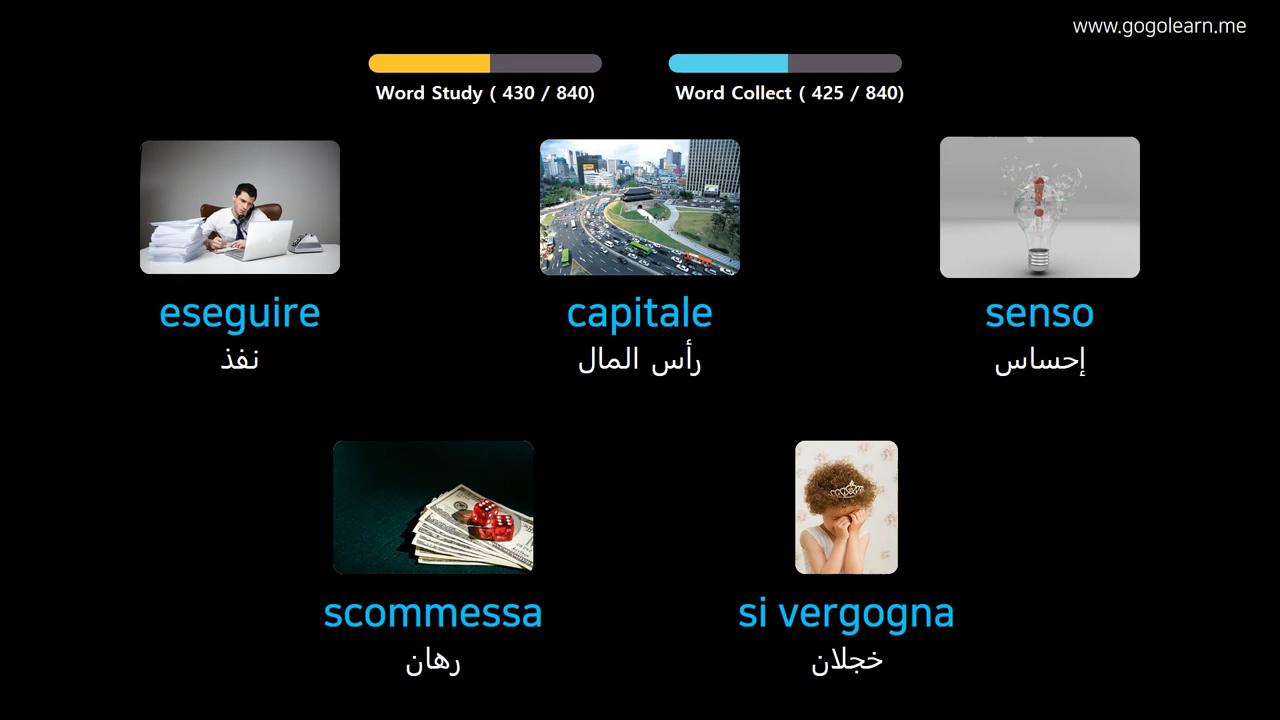 www.gogolearn.me
Word Study ( 430 / 840)
Word Collect ( 425 / 840)
eseguire
نفذ
capitale
رأس المال
senso
إحساس
scommessa
رهان
si vergogna
خجلان